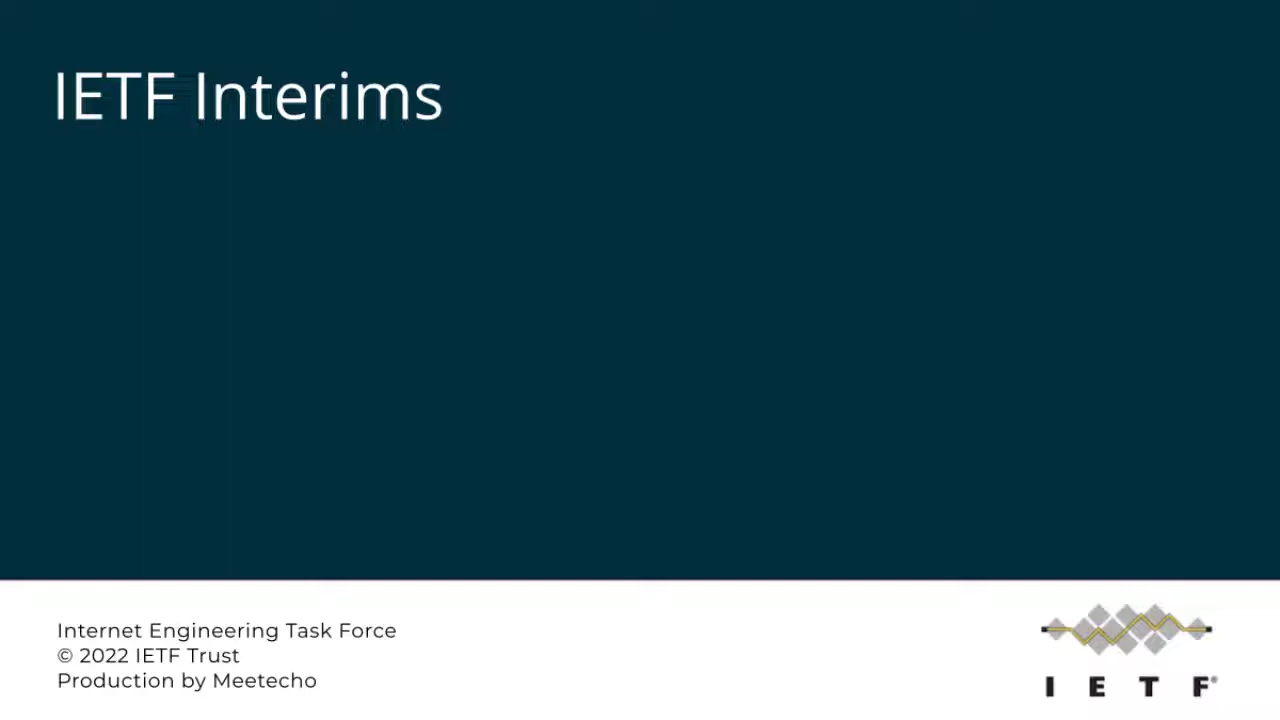 IETF Interims
Internet Engineering Task Force
© 2022 IETF Trust
Production by Meetecho
I E T F®